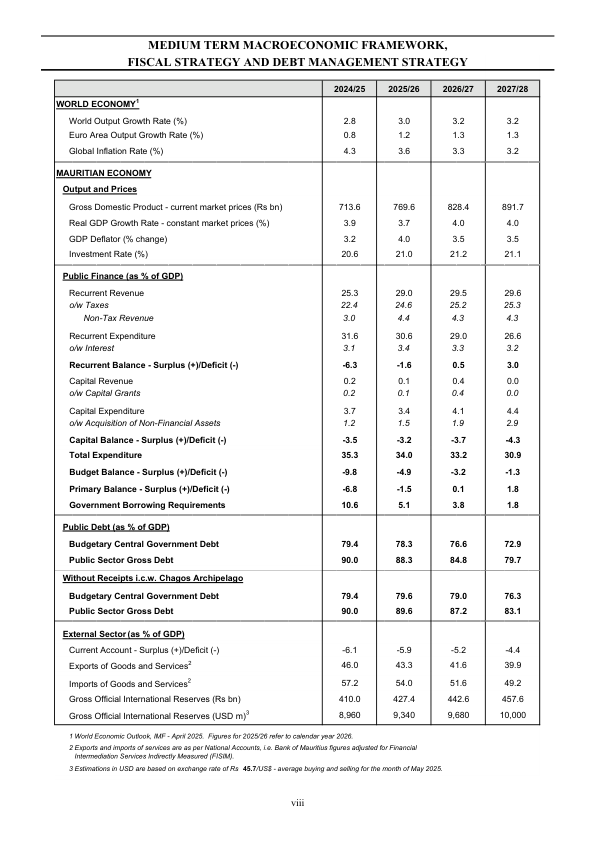 MEDIUM TERM MACROECONOMIC FRAMEWORK,
FISCAL STRATEGY AND DEBT MANAGEMENT STRATEGY
2024/25 2025/26 2026/27 2027/28
WORLD ECONOMY1
World Output Growth Rate (%) 2.8 3.0 3.2 3.2
Euro Area Output Growth Rate (%) 0.8 1.2 1.3 1.3
Global Inflation Rate (%) 4.3 3.6 3.3 3.2
MAURITIAN ECONOMY
Output and Prices
Gross Domestic Product - current market prices (Rs bn) 713.6 769.6 828.4 891.7
Real GDP Growth Rate - constant market prices (%) 3.9 3.7 4.0 4.0
GDP Deflator (% change) 3.2 4.0 3.5 3.5
Investment Rate (%) 20.6 21.0 21.2 21.1
Public Finance (as % of GDP)
Recurrent Revenue 25.3 29.0 29.5 29.6
o/w Taxes 22.4 24.6 25.2 25.3
Non-Tax Revenue 3.0 4.4 4.3 4.3
Recurrent Expenditure 31.6 30.6 29.0 26.6
o/w Interest 3.1 3.4 3.3 3.2
Recurrent Balance - Surplus (+)/Deficit (-) -6.3 -1.6 0.5 3.0
Capital Revenue 0.2 0.1 0.4 0.0
o/w Capital Grants 0.2 0.1 0.4 0.0
Capital Expenditure 3.7 3.4 4.1 4.4
o/w Acquisition of Non-Financial Assets 1.2 1.5 1.9 2.9
Capital Balance - Surplus (+)/Deficit (-) -3.5 -3.2 -3.7 -4.3
Total Expenditure 35.3 34.0 33.2 30.9
Budget Balance - Surplus (+)/Deficit (-) -9.8 -4.9 -3.2 -1.3
Primary Balance - Surplus (+)/Deficit (-) -6.8 -1.5 0.1 1.8
Government Borrowing Requirements 10.6 5.1 3.8 1.8
Public Debt (as % of GDP)
Budgetary Central Government Debt 79.4 78.3 76.6 72.9
Public Sector Gross Debt 90.0 88.3 84.8 79.7
Without Receipts i.c.w. Chagos Archipelago
Budgetary Central Government Debt 79.4 79.6 79.0 76.3
Public Sector Gross Debt 90.0 89.6 87.2 83.1
External Sector (as % of GDP)
Current Account - Surplus (+)/Deficit (-) -6.1 -5.9 -5.2 -4.4
Exports of Goods and Services2 46.0 43.3 41.6 39.9
Imports of Goods and Services2 57.2 54.0 51.6 49.2
Gross Official International Reserves (Rs bn) 410.0 427.4 442.6 457.6
Gross Official International Reserves (USD m)3 8,960 9,340 9,680 10,000
1 World Economic Outlook, IMF - April 2025. Figures for 2025/26 refer to calendar year 2026.
2 Exports and imports of services are as per National Accounts, i.e. Bank of Mauritius figures adjusted for Financial
Intermediation Services Indirectly Measured (FISIM).
3 Estimations in USD are based on exchange rate of Rs 45.7/US$ - average buying and selling for the month of May 2025.
viii